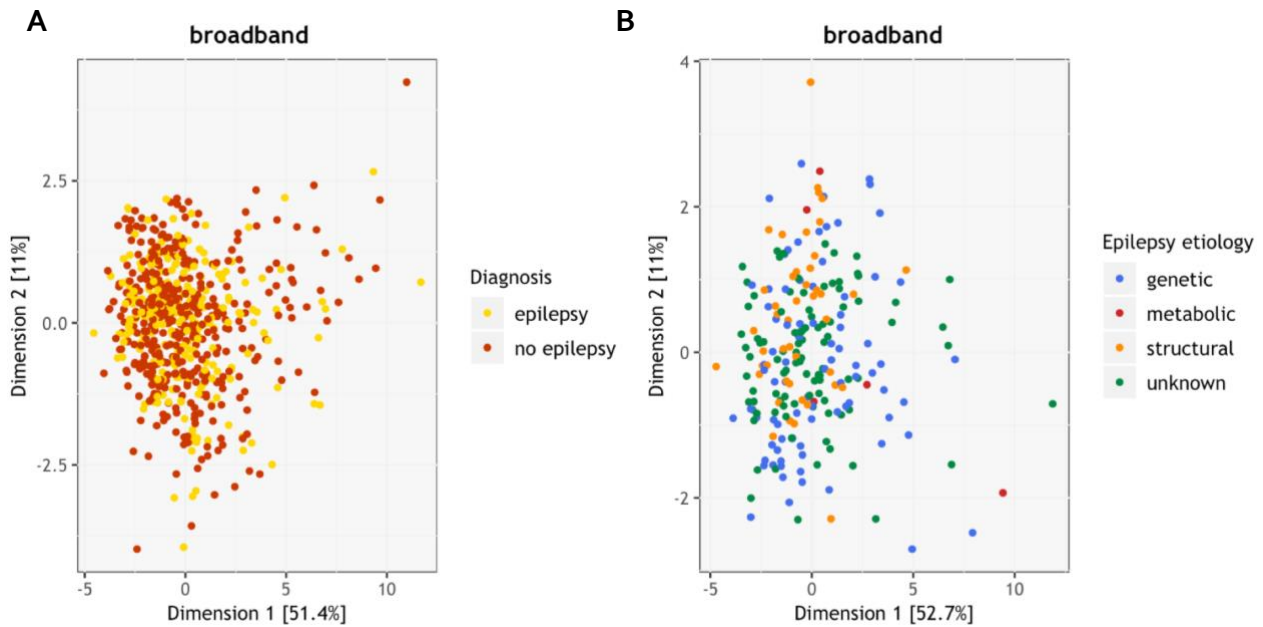 A
broadband
2.5
0.0
-2.5
-5
0
5
10
Dimension 2 [11%]
Dimension 1 [51.4%]
Diagnosis
epilepsy
no epilepsy
B
broadband
4
2
0
-2
-5
0
5
10
Dimension 2 [11%]
Dimension 1 [52.7%]
Epilepsy etiology
genetic
metabolic
structural
unknown